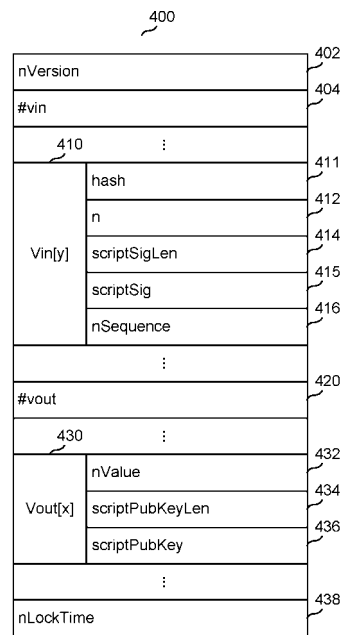 400
402
nVersion
404
#vin
⋮
410
411
hash
412
n
Vin[y]
414
scriptSigLen
415
scriptSig
416
nSequence
⋮
420
#vout
⋮
430
432
nValue
434
Vout[x]
scriptPubKeyLen
436
scriptPubKey
⋮
438
nLockTime